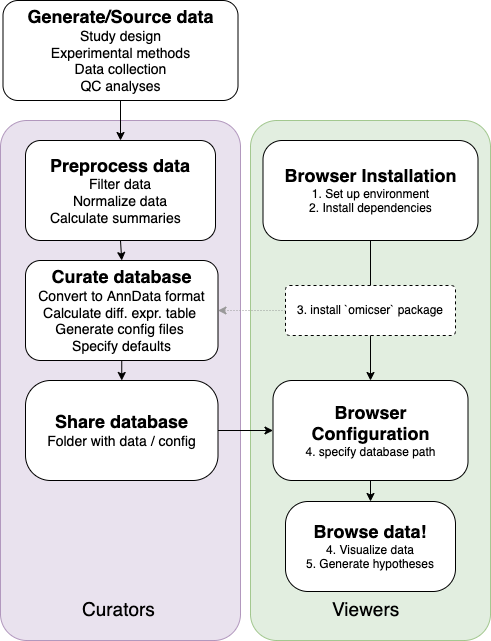 Generate/Source data
Study design
Experimental methods
Data collection
QC analyses
Preprocess data
Filter data
Normalize data
Calculate summaries
Curate database
Convert to AnnData format
Calculate diff. expr. table
Generate config files
Specify defaults
Share database
Folder with data / config
Curators
Browser Installation
1. Set up environment
2. Install dependencies
3. install `omicser` package
Browser
Configuration
4. specify database path
Browse data!
4. Visualize data
5. Generate hypotheses
Viewers